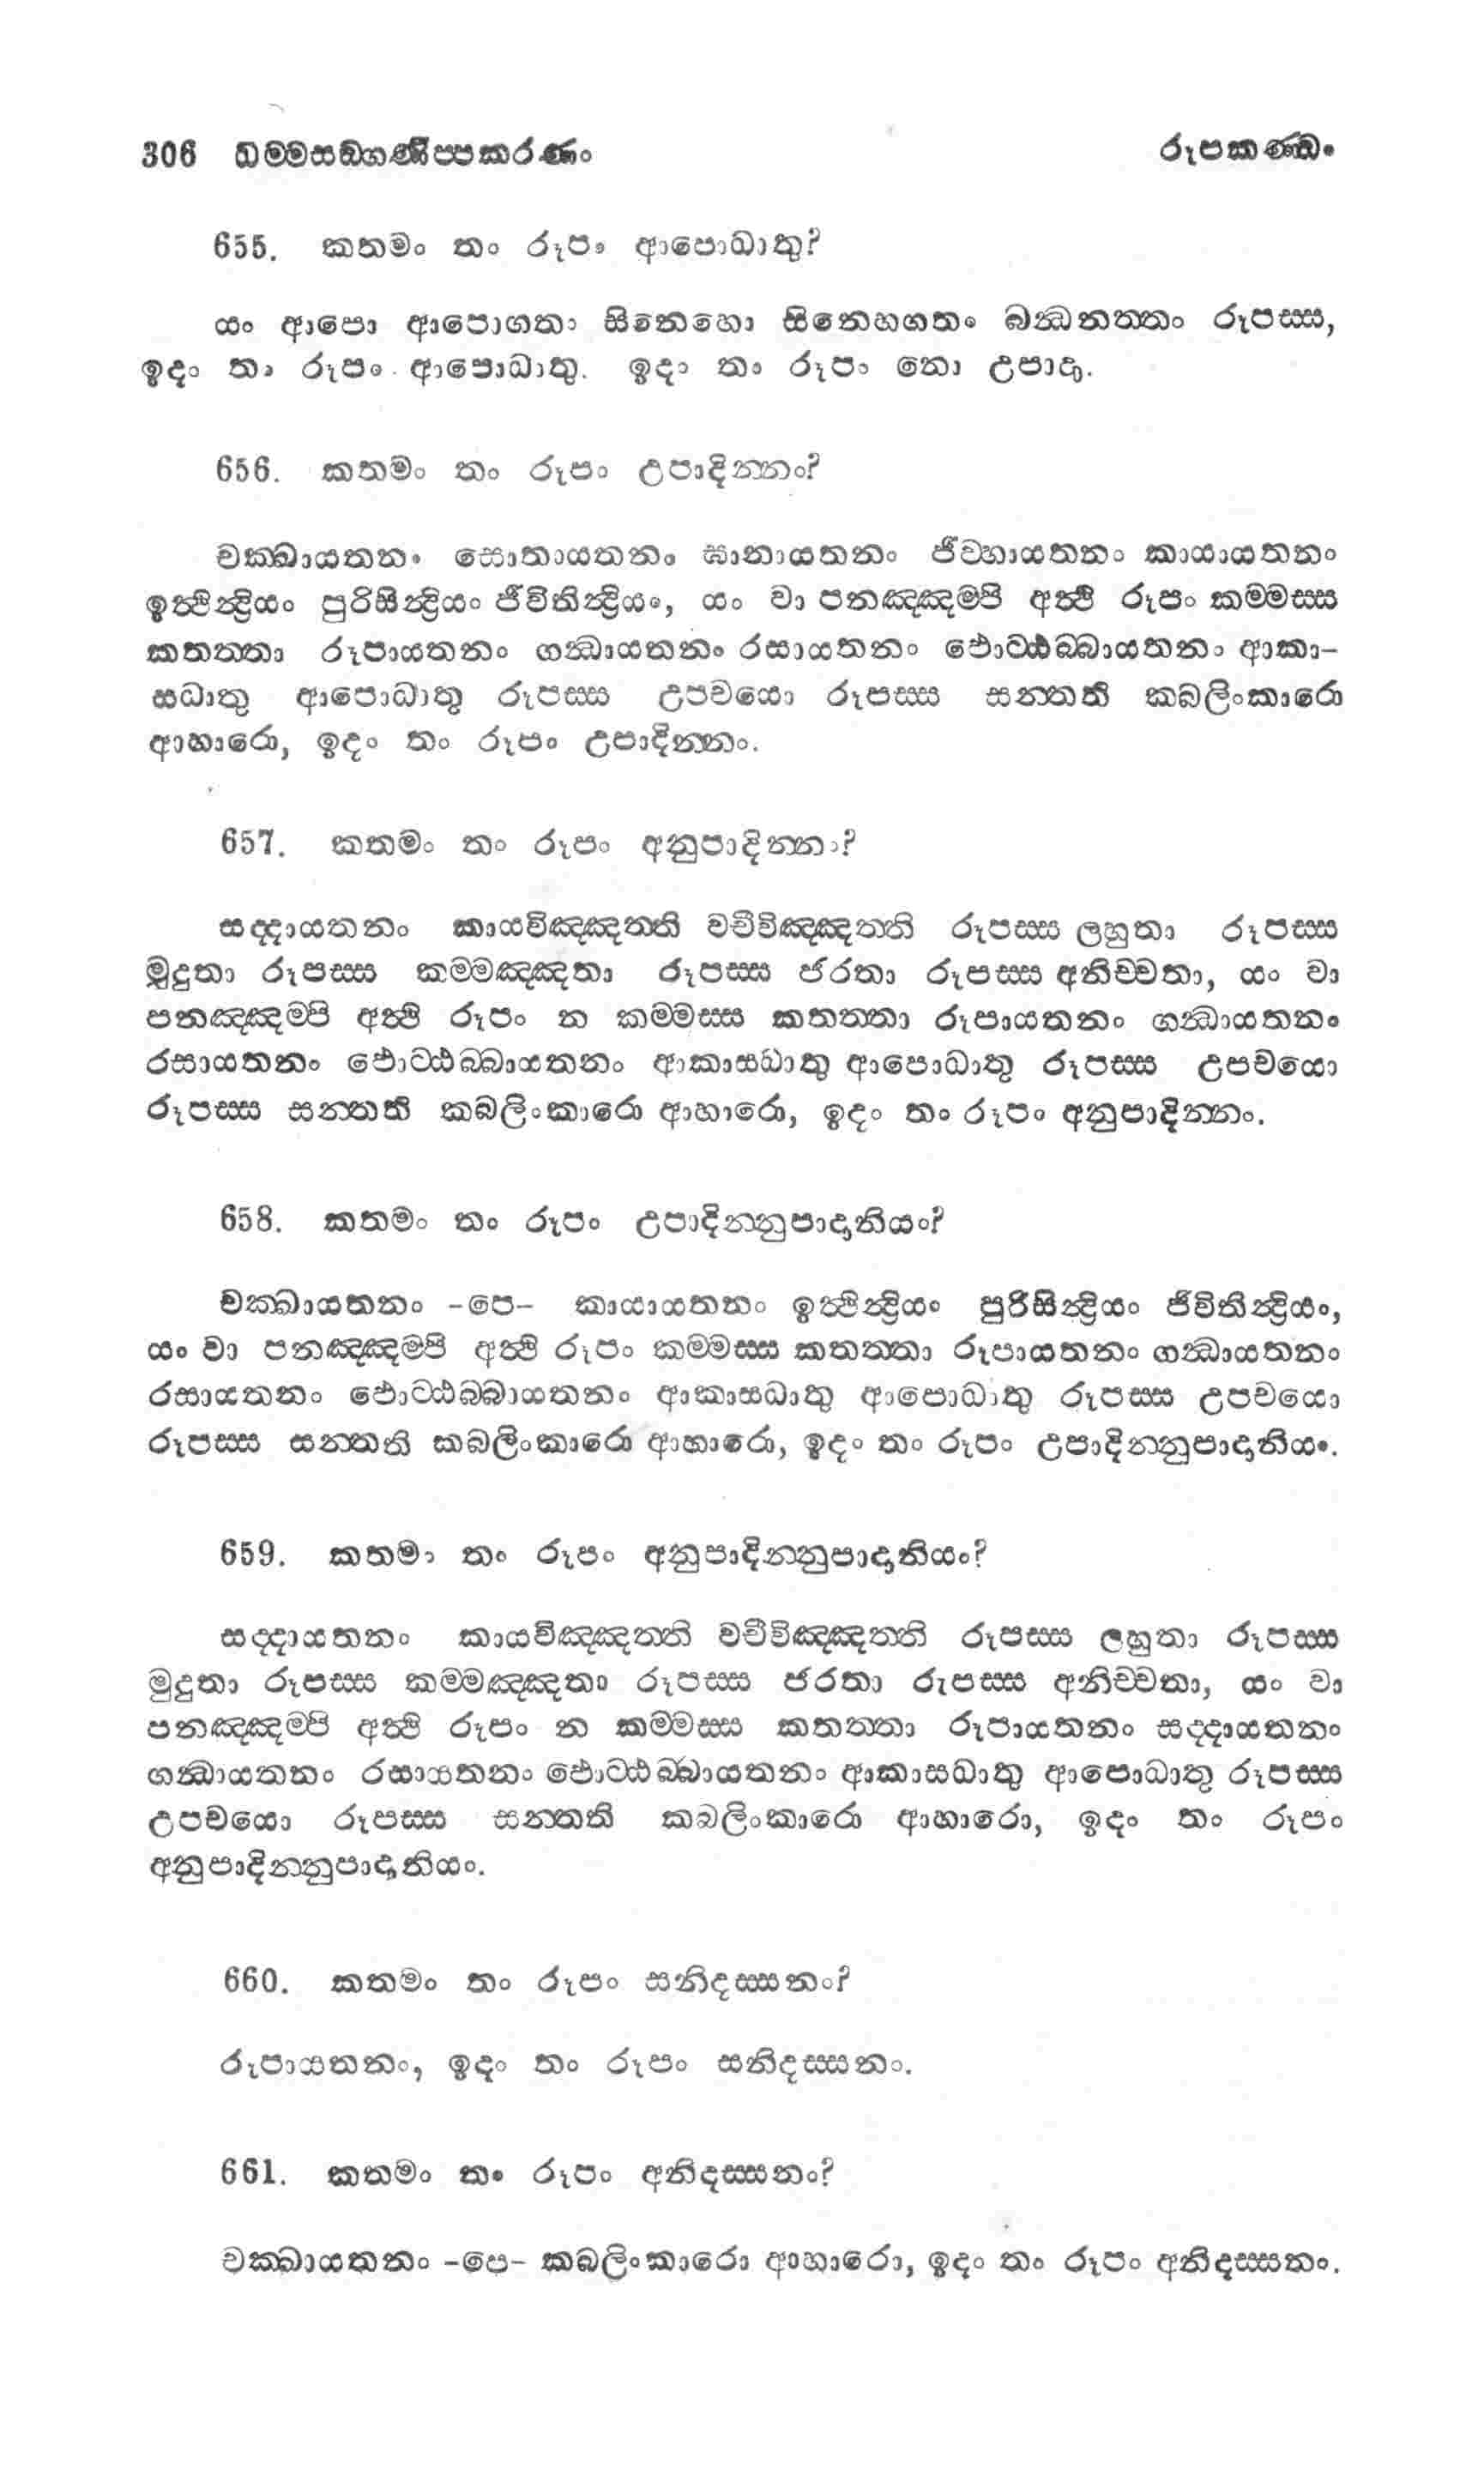 306 ධම්මසඞ්ගණිප්පකරණං රූපකණ්ඩං
655. කතමං තං රූපං ආපොධාතු?
යං ආපො ආපොගතං සිනෙහො සිනෙහගතං බන්ධනත්තං රූපස්ස,
ඉදං තං රූපං ආපොධාතු. ඉදං තං රූපං නො උපාදා.
656. කතමං තං රූපං උපාදින්නං?
චක්ඛායතනං සොතායතනං ඝානායතනං ජිව්හායතනං කායායතනං
ඉත්ථින්ද්‍රියං පුරිසින්ද්‍රියං ජීවිතින්ද්‍රියං, යං වා පනඤ්ඤම්පි අත්ථි රූපං කම්මස්ස
කතත්තා රූපායතනං ගන්ධායතනං රසායතනං ඵොට්ඨබ්බායතනං ආකා-
සධාතු ආපොධාතු රූපස්ස උපචයො රූපස්ස සන්තති කබලිංකාරො
ආහාරො, ඉදං තං රූපං උපාදින්නං.
657. කතමං තං රූපං අනුපාදින්නං?
සද්දායතනං කායවිඤ්ඤත්ති වචීවිඤ්ඤත්ති රූපස්ස ලහුතා රූපස්ස
මුදුතා රූපස්ස කම්මඤ්ඤතා රූපස්ස ජරතා රූපස්ස අනිච්චතා, යං වා
පනඤ්ඤම්පි අත්ථි රූපං න කම්මස්ස කතත්තා රූපායතනං ගන්ධායතනං
රසායතනං ඵොට්ඨබ්බායතනං ආකාසධාතු ආපොධාතු රූපස්ස උපචයො
රූපස්ස සන්තති කබලිංකාරො ආහාරො, ඉදං තං රූපං අනුපාදින්නං.
658. කතමං තං රූපං උපාදින්නුපාදානියං?
චක්ඛායතනං -පෙ- කායායතනං ඉත්ථින්ද්‍රියං පුරිසින්ද්‍රියං ජීවිතින්ද්‍රියං,
යං වා පනඤ්ඤම්පි අත්ථි රූපං කම්මස්ස කතත්තා රූපායතනං ගන්ධායතනං
රසායතනං ඵොට්ඨබ්බායතනං ආකාසධාතු ආපොධාතු රූපස්ස උපචයො
රූපස්ස සන්තති කබලිංකාරො ආහාරො, ඉදං තං රූපං උපාදින්නුපාදානියං.
659. කතමං තං රූපං අනුපාදින්නුපාදානියං?
සද්දායතනං කායවිඤ්ඤත්ති වචීවිඤ්ඤත්ති රූපස්ස ලහුතා රූපස්ස
මුදුතා රූපස්ස කම්මඤ්ඤතා රූපස්ස ජරතා රුපස්ස අනිච්චතා, යං වා
පනඤ්ඤම්පි අත්ථි රූපං න කම්මස්ස කතත්තා රූපායතනං සද්දායතනං
ගන්ධායතනං රසායතනං ඵොට්ඨබ්බායතනං ආකාසධාතු ආපොධාතු රූපස්ස
උපචයො රූපස්ස සන්තති කබලිංකාරො ආහාරො, ඉදං තං රූපං
අනුපාදින්නුපාදානියං.
660. කතමං තං රූපං සනිදස්සනං?
රූපායතනං, ඉදං තං රූපං සනිදස්සනං.
661. කතමං තං රූපං අනිදස්සනං?
චක්ඛායතනං -පෙ- කබලිංකාරො ආහාරො, ඉදං තං රූපං අනිදස්සනං.